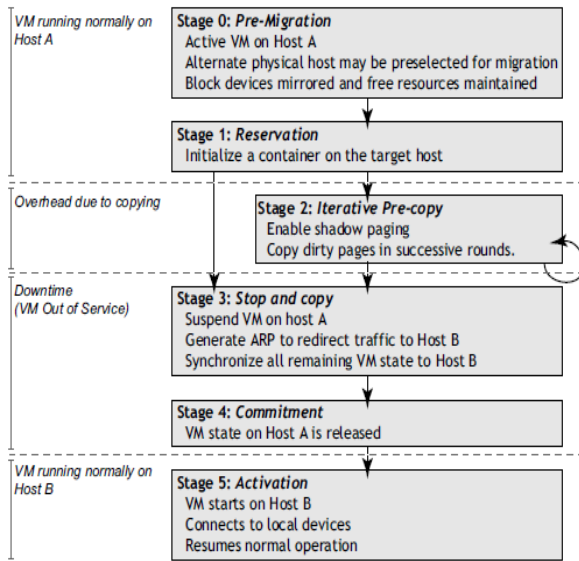 VM running normally on
Host A
Stage 0: Pre-Migration
Active VM on Host A
Alternate physical host may be preselected for migration
Block devices mirrored and free resources maintained
Stage 1: Reservation
Initialize a container on the target host
Overhead due to copying
Stage 2: Iterative Pre-copy
Enable shadow paging
Copy dirty pages in successive rounds.
Downtime
(VM Out of Service)
Stage 3: Stop and copy
Suspend VM on host A
Generate ARP to redirect traffic to Host B
Synchronize all remaining VM state to Host B
Stage 4: Commitment
VM state on Host A is released
VM running normally on
Host B
Stage 5: Activation
VM starts on Host B
Connects to local devices
Resumes normal operation